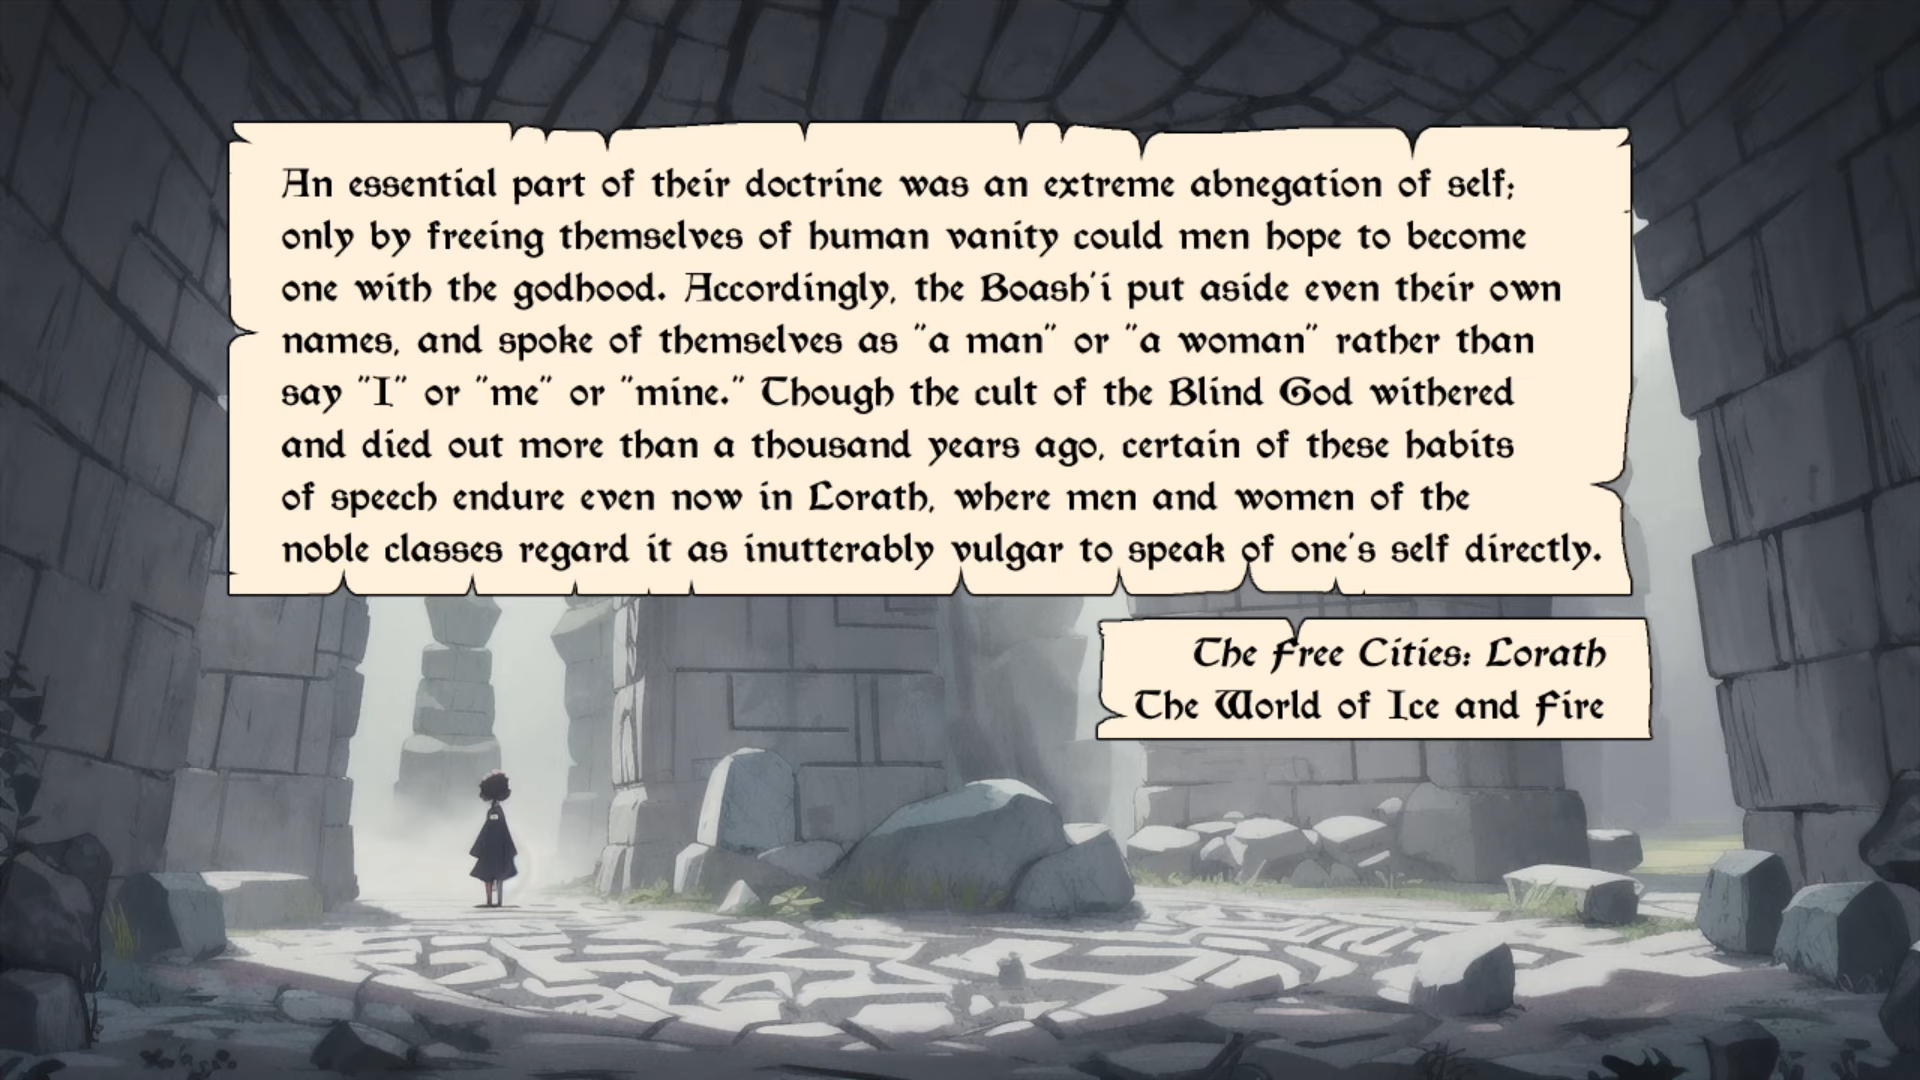 An essential part of their doctrine was an extreme abnegation of self;
only by freeing themselves of human vanity could men hope to become
one with the godhood. Accordingly, the Boash'i put aside even their own
names, and spoke of themselves as "a man" or "a woman" rather than
say "I" or "me" or "mine." Though the cult of the Blind God withered
and died out more than a thousand years ago, certain of these habits
of speech endure even now in Lorath, where men and women of the
noble classes regard it as inutterably vulgar to speak of one's self directly.
The Free Cities: Lorath
The World of Ice and Fire